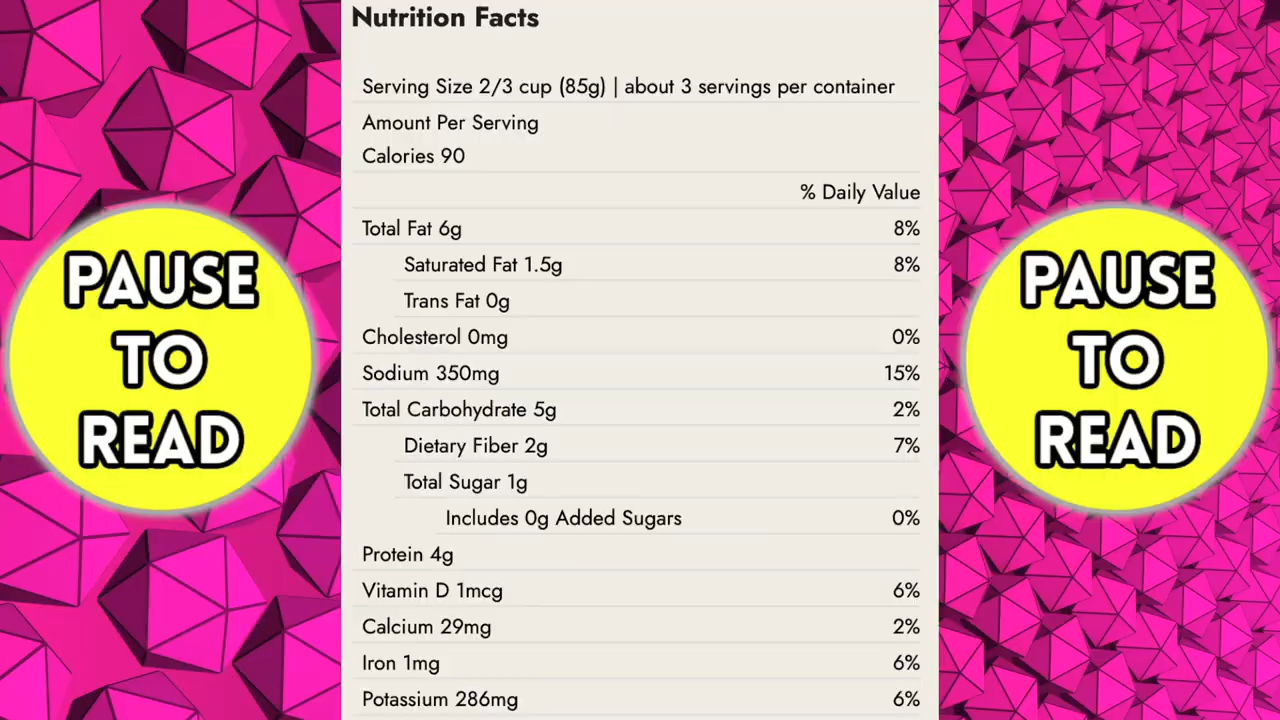 Nutrition Facts
Serving Size 2/3 cup (85g) | about 3 servings per container
Amount Per Serving
Calories 90
% Daily Value
Total Fat 6g 8%
Saturated Fat 1.5g 8%
Trans Fat 0g
Cholesterol 0mg 0%
Sodium 350mg 15%
Total Carbohydrate 5g 2%
Dietary Fiber 2g 7%
Total Sugar 1g
Includes 0g Added Sugars 0%
Protein 4g
Vitamin D 1mcg 6%
Calcium 29mg 2%
Iron 1mg 6%
Potassium 286mg 6%
PAUSE
TO
READ
PAUSE
TO
READ